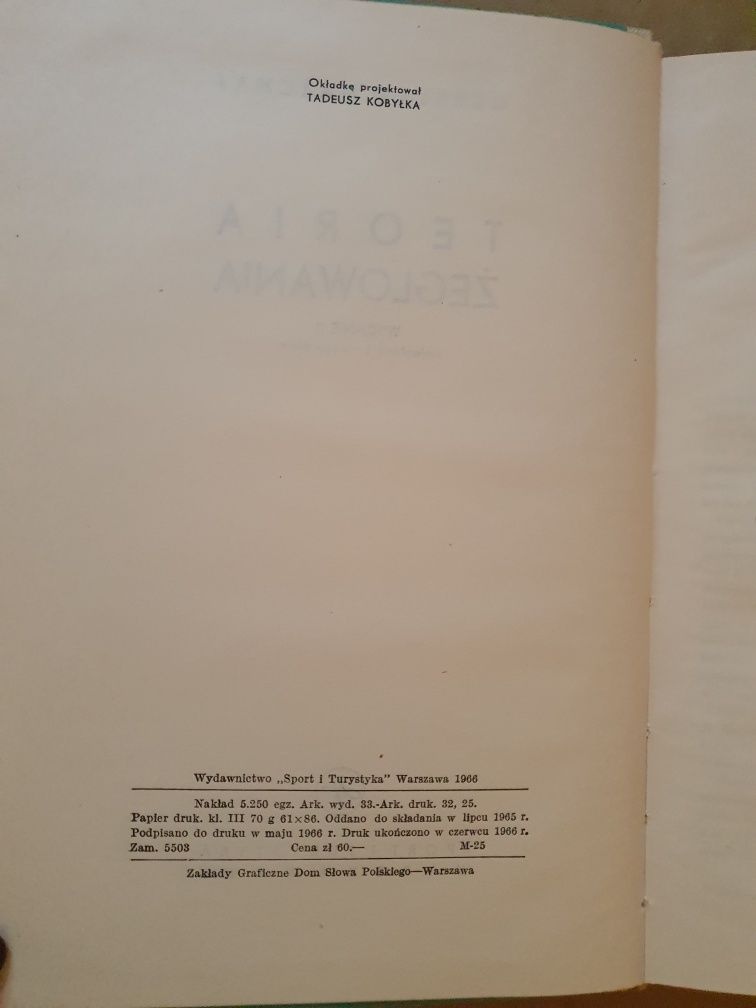 Okładkę projektował
TADEUSZ KOBYŁKA
TEORIA
ŻEGLOWANIA
Wydawnictwo „Sport i Turystyka" Warszawa 1966
Nakład 5.250 egz. Ark. wyd. 33.-Ark. druk. 32, 25.
Papier druk. kl. III 70 g 61×86. Oddano do składania w lipcu 1965 r.
Podpisano do druku w maju 1966 r. Druk ukończono w czerwcu 1966 r.
Zam. 5503 Cena zł 60.— M-25
Zakłady Graficzne Dom Słowa Polskiego—Warszawa